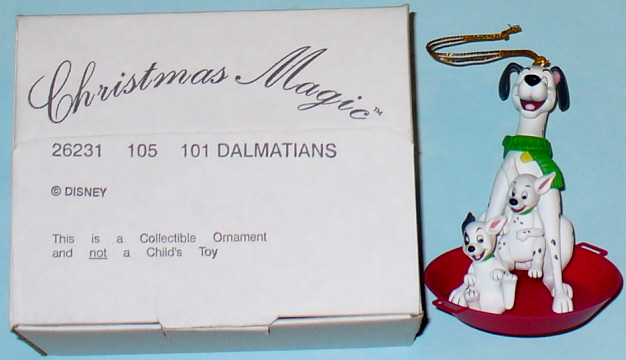 Christmas Magic™
26231 105 101 DALMATIANS
© DISNEY
This is a Collectible Ornament
and not a Child's Toy